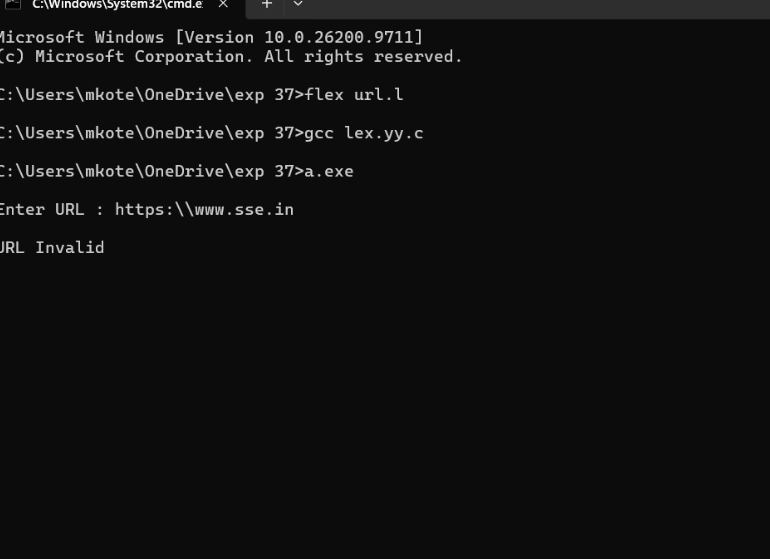 C:\Windows\System32\cmd.e
Microsoft Windows [Version 10.0.26200.9711]
(c) Microsoft Corporation. All rights reserved.
C:\Users\mkote\OneDrive\exp 37>flex url.l
C:\Users\mkote\OneDrive\exp 37>gcc lex.yy.c
C:\Users\mkote\OneDrive\exp 37>a.exe
Enter URL : https:\\www.sse.in
URL Invalid